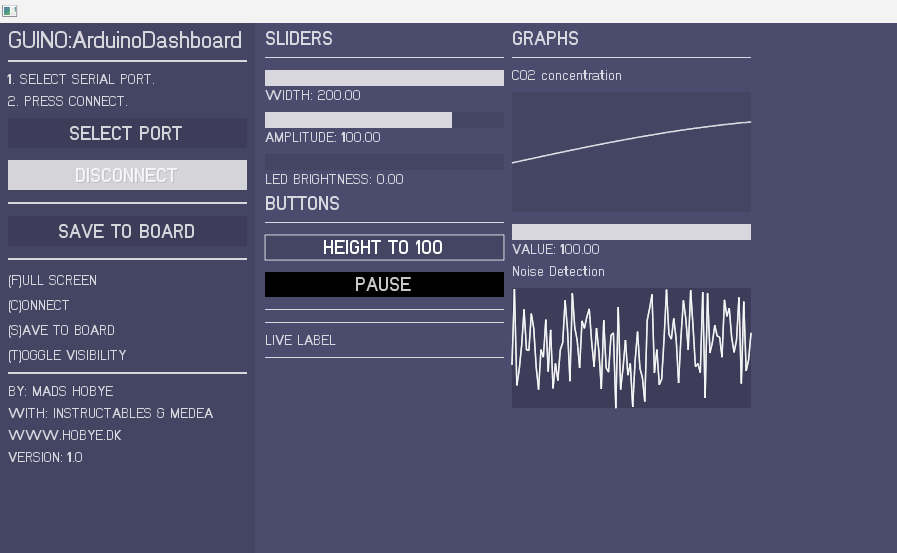 GUINO:ArduinoDashboard
1. SELECT SERIAL PORT.
2. PRESS CONNECT.
SELECT PORT
DISCONNECT
SAVE TO BOARD
(F)ULL SCREEN
(C)ONNECT
(S)AVE TO BOARD
(T)OGGLE VISIBILITY
BY: MADS HOBYE
WITH: INSTRUCTABLES & MEDEA
WWW.HOBYE.DK
VERSION: 1.0
SLIDERS
WIDTH: 200.00
AMPLITUDE: 100.00
LED BRIGHTNESS: 0.00
BUTTONS
HEIGHT TO 100
PAUSE
LIVE LABEL
GRAPHS
CO2 concentration
VALUE: 100.00
Noise Detection